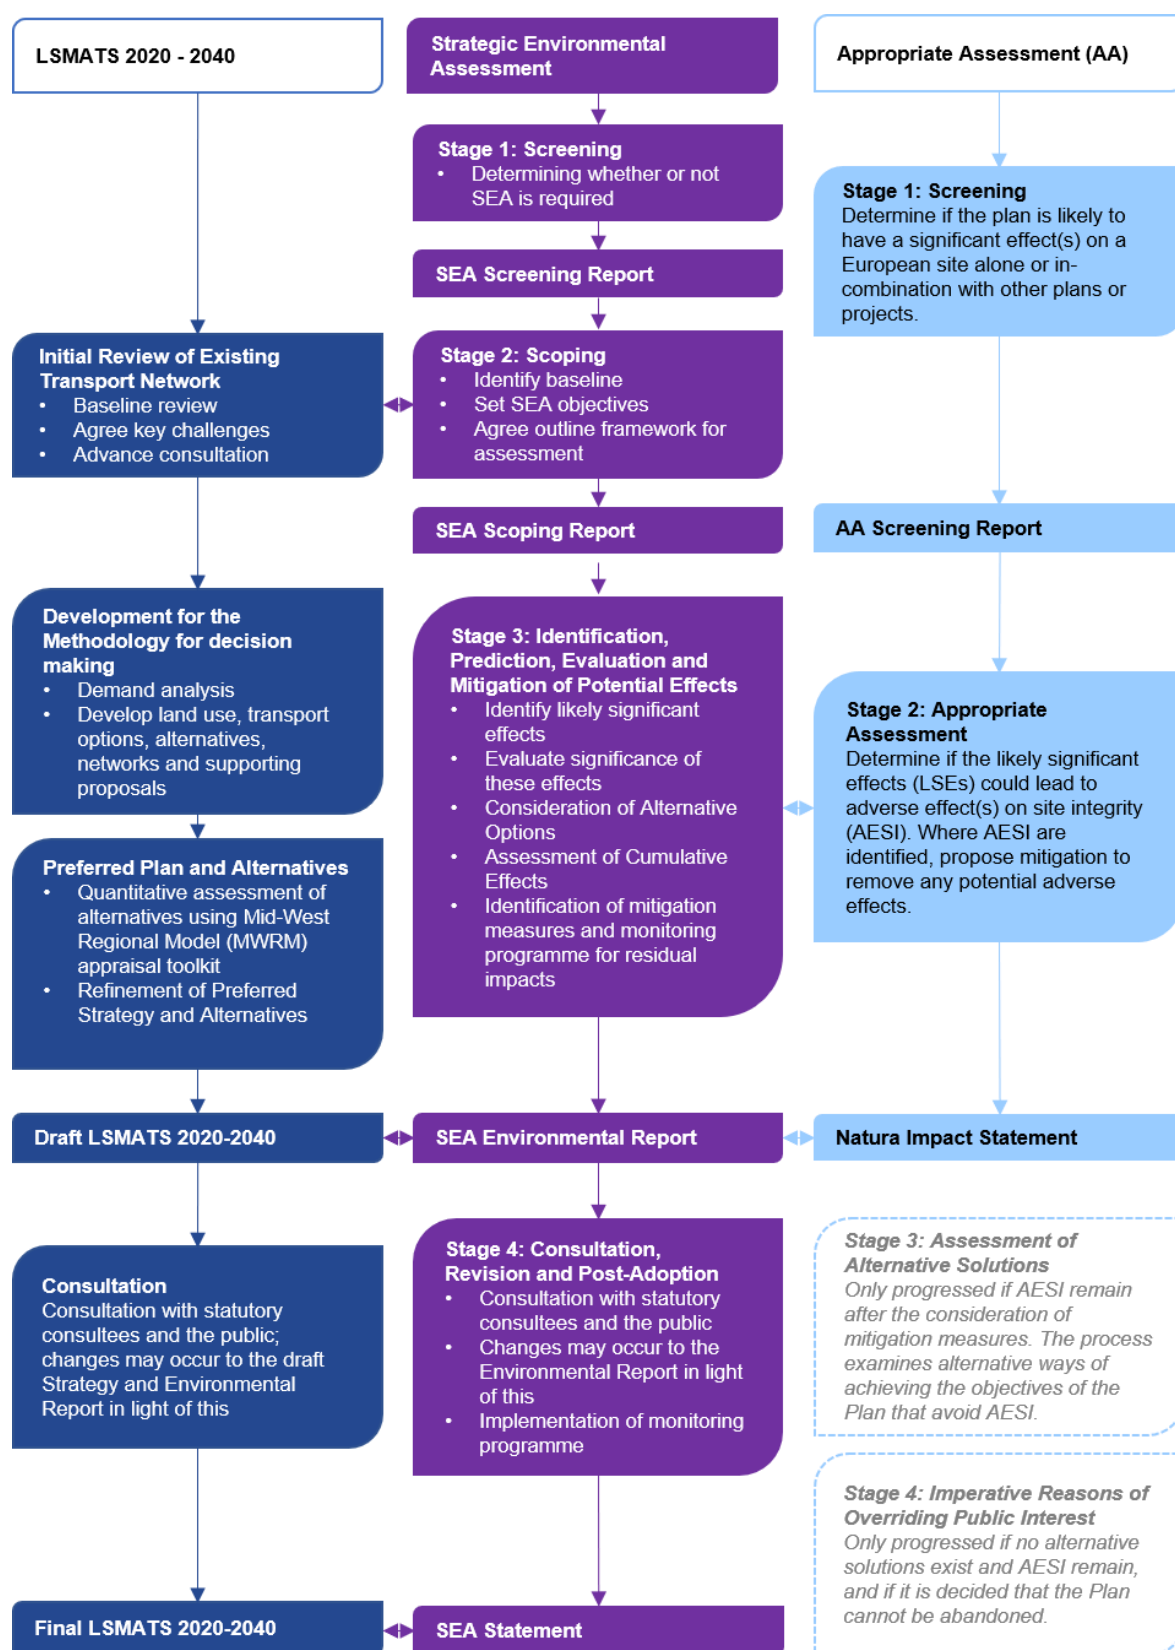 LSMATS 2020 - 2040
Initial Review of Existing
Transport Network
• Baseline review
• Agree key challenges
• Advance consultation
Development for the
Methodology for decision
making
• Demand analysis
• Develop land use, transport
options, alternatives,
networks and supporting
proposals
Preferred Plan and Alternatives
• Quantitative assessment of
alternatives using Mid-West
Regional Model (MWRM)
appraisal toolkit
• Refinement of Preferred
Strategy and Alternatives
Draft LSMATS 2020-2040
Consultation
Consultation with statutory
consultees and the public;
changes may occur to the draft
Strategy and Environmental
Report in light of this
Final LSMATS 2020-2040
Strategic Environmental
Assessment
Stage 1: Screening
• Determining whether or not
SEA is required
SEA Screening Report
Stage 2: Scoping
• Identify baseline
• Set SEA objectives
• Agree outline framework for
assessment
SEA Scoping Report
Stage 3: Identification,
Prediction, Evaluation and
Mitigation of Potential Effects
• Identify likely significant
effects
• Evaluate significance of
these effects
• Consideration of Alternative
Options
• Assessment of Cumulative
Effects
• Identification of mitigation
measures and monitoring
programme for residual
impacts
SEA Environmental Report
Stage 4: Consultation,
Revision and Post-Adoption
• Consultation with statutory
consultees and the public
• Changes may occur to the
Environmental Report in light
of this
• Implementation of monitoring
programme
SEA Statement
Appropriate Assessment (AA)
Stage 1: Screening
Determine if the plan is likely to
have a significant effect(s) on a
European site alone or in-
combination with other plans or
projects.
AA Screening Report
Stage 2: Appropriate
Assessment
Determine if the likely significant
effects (LSEs) could lead to
adverse effect(s) on site integrity
(AESI). Where AESI are
identified, propose mitigation to
remove any potential adverse
effects.
Natura Impact Statement
Stage 3: Assessment of
Alternative Solutions
Only progressed if AESI remain
after the consideration of
mitigation measures. The process
examines alternative ways of
achieving the objectives of the
Plan that avoid AESI.
Stage 4: Imperative Reasons of
Overriding Public Interest
Only progressed if no alternative
solutions exist and AESI remain,
and if it is decided that the Plan
cannot be abandoned.